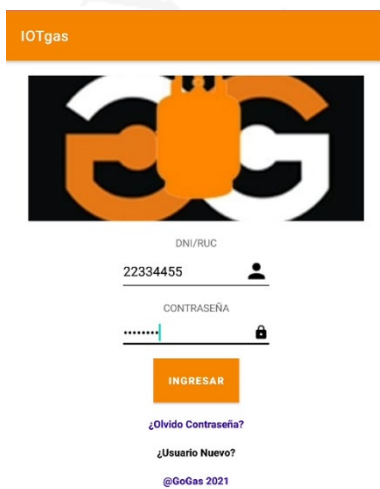 IOTgas
DNI/RUC
22334455
CONTRASEÑA
••••••••
INGRESAR
¿Olvido Contraseña?
¿Usuario Nuevo?
@GoGas 2021